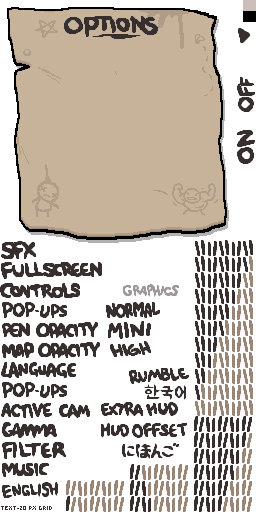 OPTIONS
OFF
ON
SFX
FULLSCREEN
CONTROLS GRAPHICS
POP-UPS NORMAL
PEN OPACITY MINI
MAP OPACITY HIGH
LANGUAGE RUMBLE
POP-UPS 한국어
ACTIVE CAM EXTRA HUD
GAMMA HUD OFFSET
FILTER にほんご
MUSIC
ENGLISH
TEXT-20 PX GRID